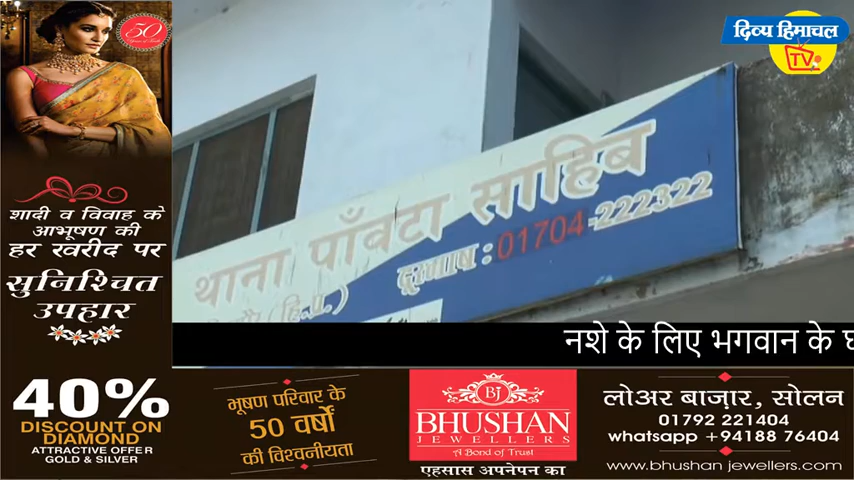 50
दिव्य हिमाचल
TV
थाना पाँवटा साहिब
(हि.प्र.)
दूरभाष : 01704-222322
नशे के लिए भगवान के
शादी व विवाह के
आभूषण की
हर खरीद पर
सुनिश्चित
उपहार
40%
DISCOUNT ON
DIAMOND
ATTRACTIVE OFFER
GOLD & SILVER
भूषण परिवार के
50 वर्षों
की विश्वनीयता
BJ
BHUSHAN
JEWELLERS
A Bond of Trust
एहसास अपनेपन का
लोअर बाज़ार, सोलन
01792 221404
whatsapp +94188 76404
www.bhushan jewellers.com